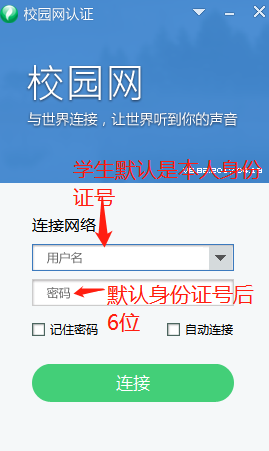 校园网认证
校园网
与世界连接，让世界听到你的声音
学生默认是本人身份
证号
连接网络
用户名
密码
默认身份证号后
6位
记住密码
自动连接
连接